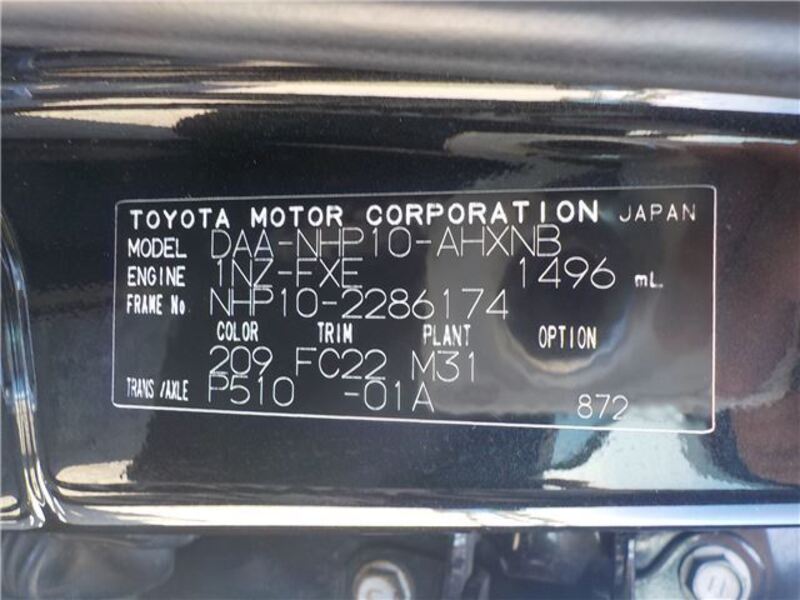 TOYOTA MOTOR CORPORATION JAPAN
MODEL DAA-NHP10-AHXNB
ENGINE 1NZ-FXE 1496 mL
FRAME No NHP10-2286174
COLOR TRIM PLANT OPTION
209 FC22 M31
TRANS/AXLE P510 -01A 872